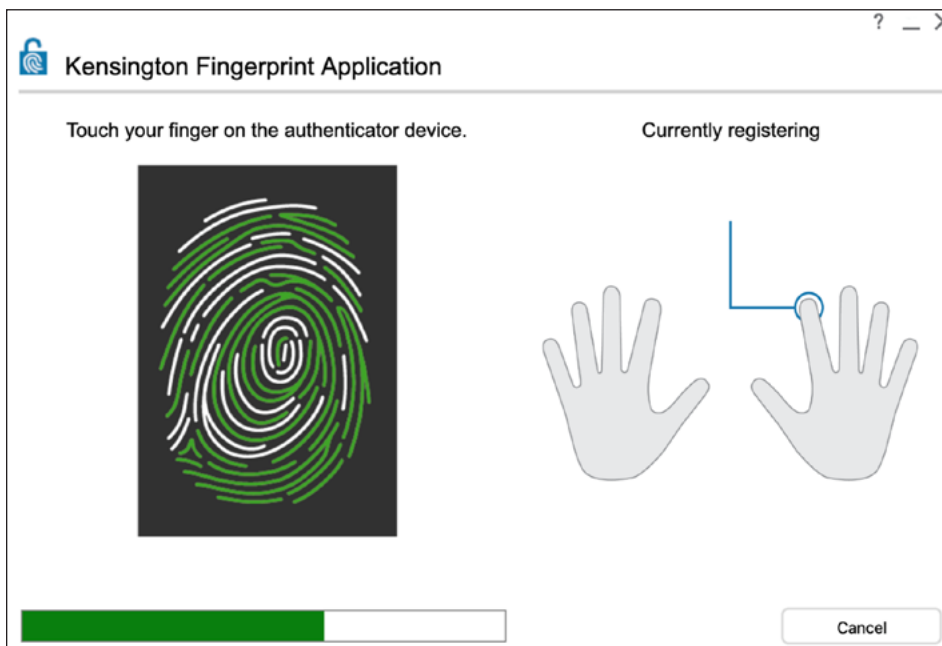 ?
Kensington Fingerprint Application
Touch your finger on the authenticator device.
Currently registering
Cancel